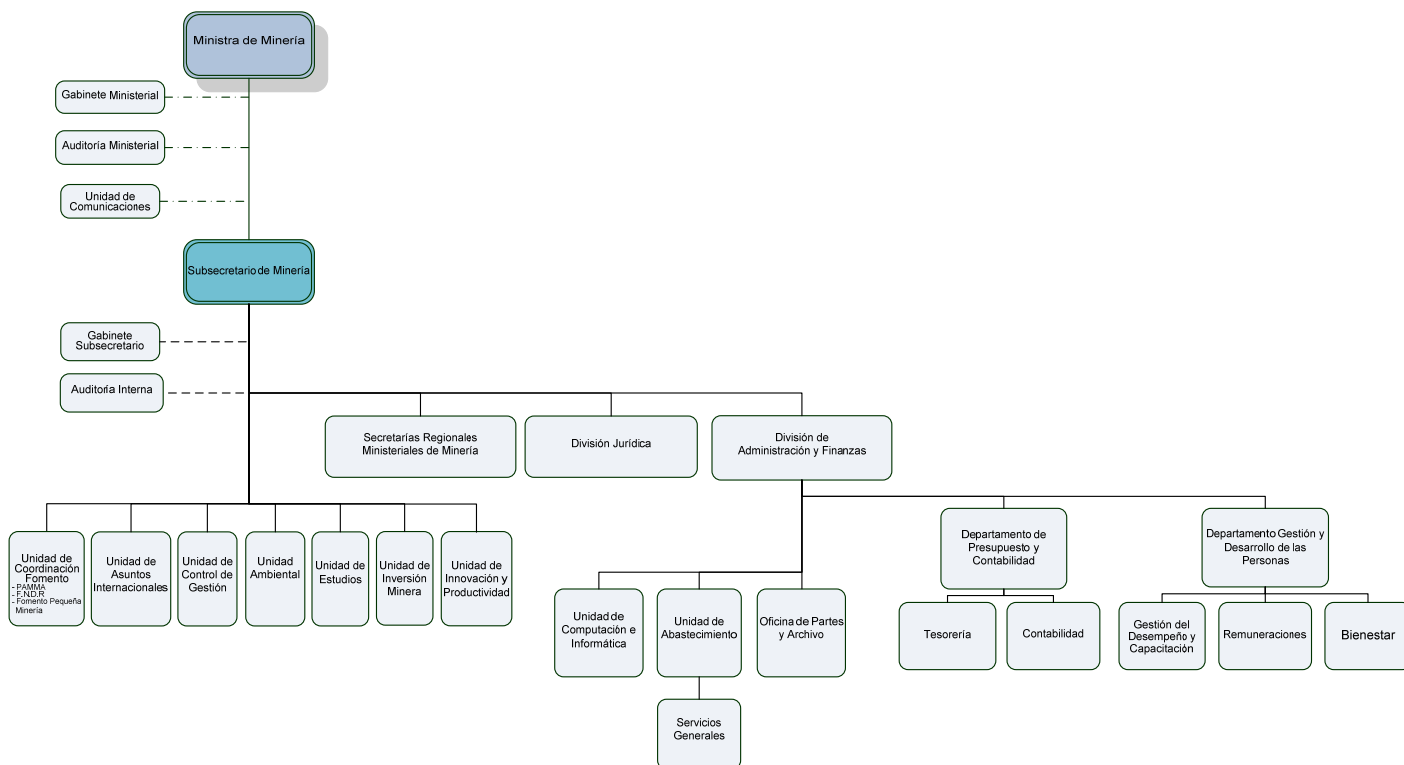 Ministra de Minería
Gabinete Ministerial
Auditoría Ministerial
Unidad de
Comunicaciones
Subsecretario de Minería
Gabinete
Subsecretario
Auditoría Interna
Secretarías Regionales
Ministeriales de Minería
División Jurídica
División de
Administración y Finanzas
Unidad de
Coordinación
Fomento
- PAMMA
- F.N.D.R
- Fomento Pequeña
Minería
Unidad de
Asuntos
Internacionales
Unidad de
Control de
Gestión
Unidad
Ambiental
Unidad de
Estudios
Unidad de
Inversión
Minera
Unidad de
Innovación y
Productividad
Departamento de
Presupuesto y
Contabilidad
Departamento Gestión y
Desarrollo de las
Personas
Unidad de
Computación e
Informática
Unidad de
Abastecimiento
Oficina de Partes
y Archivo
Tesorería
Contabilidad
Gestión del
Desempeño y
Capacitación
Remuneraciones
Bienestar
Servicios
Generales